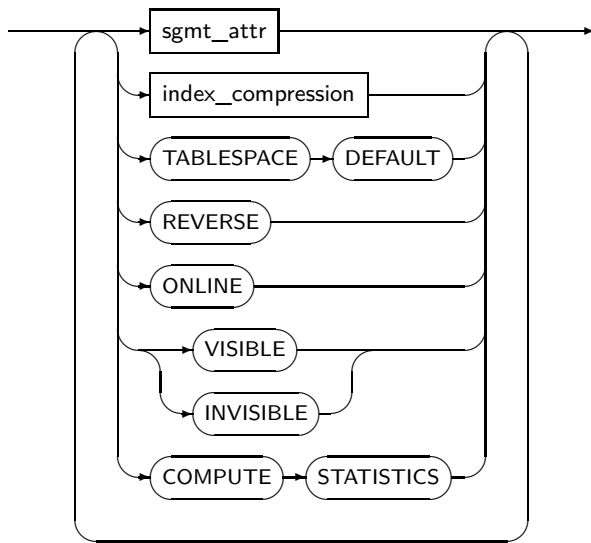 sgmt_attr
index_compression
TABLESPACE DEFAULT
REVERSE
ONLINE
VISIBLE
INVISIBLE
COMPUTE STATISTICS